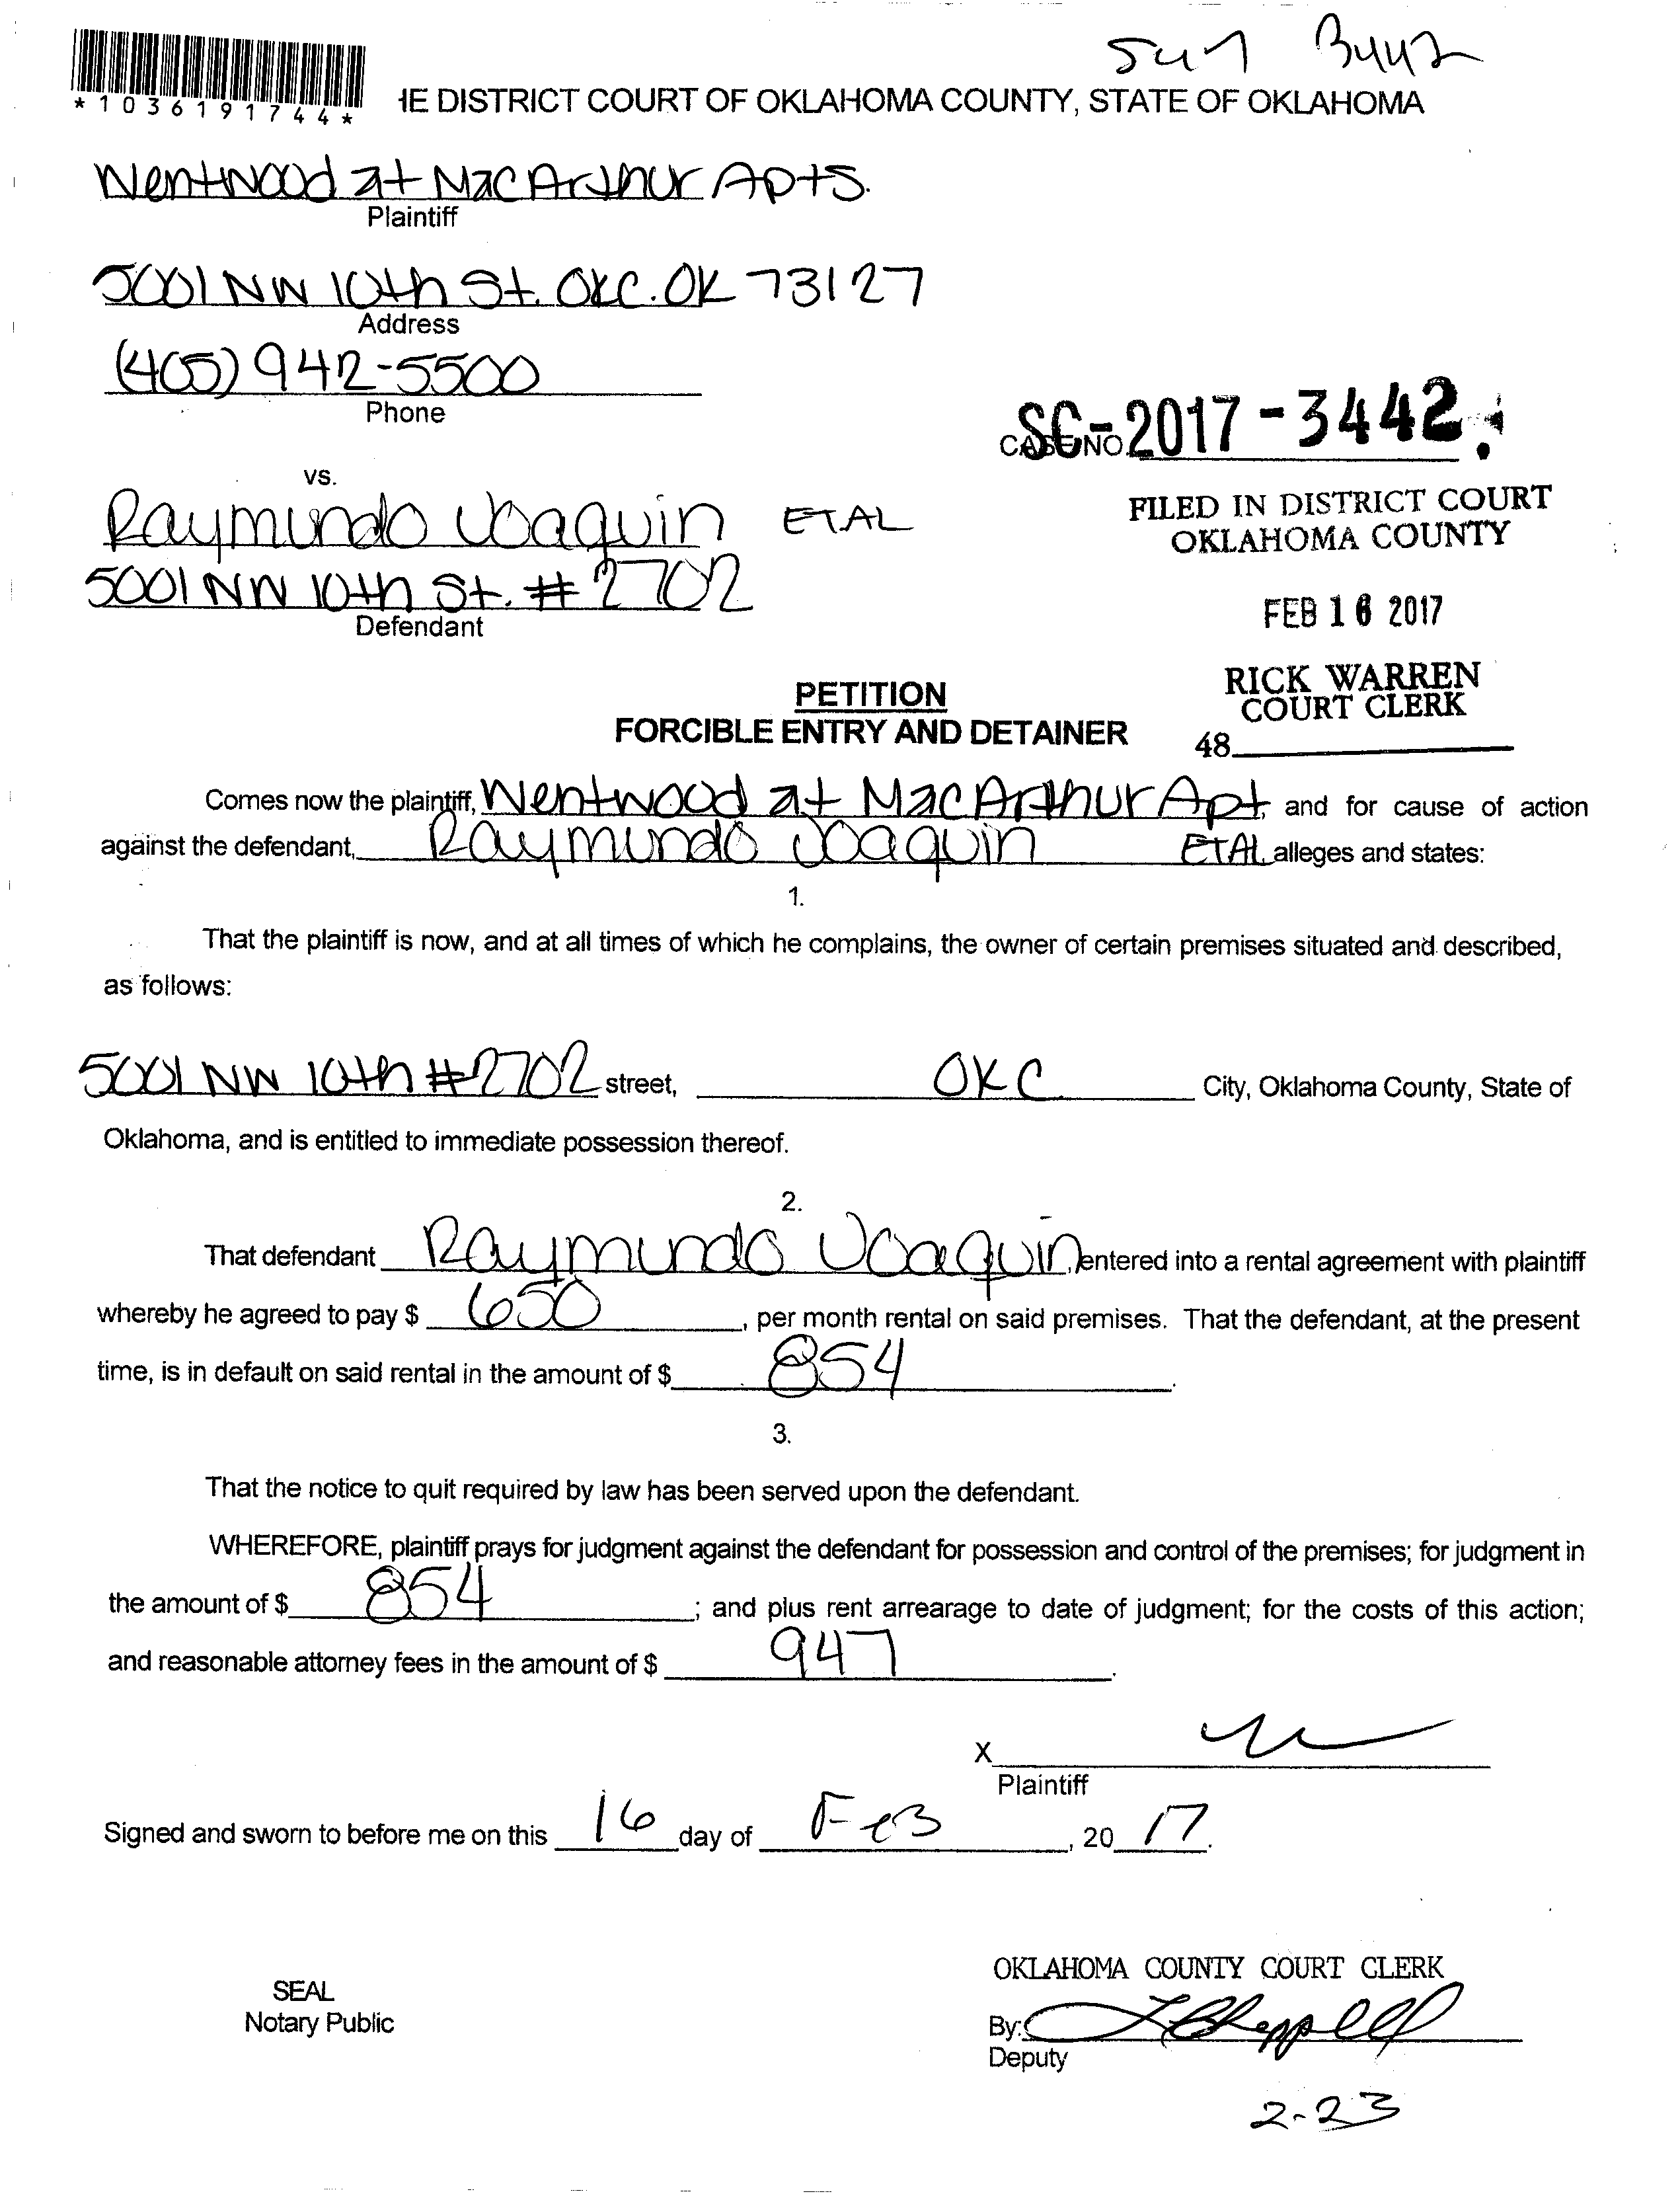 *1036191744*
IE DISTRICT COURT OF OKLAHOMA COUNTY, STATE OF OKLAHOMA
Wentwood at MacArthur Apts.
Plaintiff
5001 NW 10th St. OKC. OK 73127
Address
(405) 942-5500
Phone
CASE NO. SC-2017-3442
vs.
Raymundo Joaquin ETAL
5001 NW 10th St. # 2702
Defendant
FILED IN DISTRICT COURT
OKLAHOMA COUNTY
FEB 16 2017
RICK WARREN
COURT CLERK
48
PETITION
FORCIBLE ENTRY AND DETAINER
Comes now the plaintiff, Wentwood at MacArthur Apt, and for cause of action
against the defendant, Raymundo Joaquin ETAL alleges and states:
1.
That the plaintiff is now, and at all times of which he complains, the owner of certain premises situated and described,
as follows:
5001 NW 10th #2702 street, OKC City, Oklahoma County, State of
Oklahoma, and is entitled to immediate possession thereof.
2.
That defendant Raymundo Joaquin, entered into a rental agreement with plaintiff
whereby he agreed to pay $ 650, per month rental on said premises. That the defendant, at the present
time, is in default on said rental in the amount of $ 854.
3.
That the notice to quit required by law has been served upon the defendant.
WHEREFORE, plaintiff prays for judgment against the defendant for possession and control of the premises; for judgment in
the amount of $ 854; and plus rent arrearage to date of judgment; for the costs of this action;
and reasonable attorney fees in the amount of $ 947.
X
Plaintiff
Signed and sworn to before me on this 16 day of Feb, 20 17.
SEAL
Notary Public
OKLAHOMA COUNTY COURT CLERK
By:
Deputy
2-23